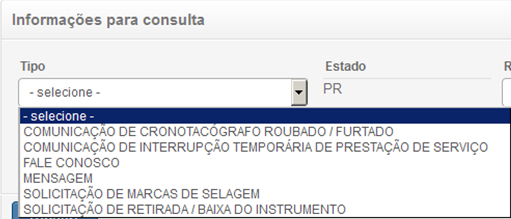 Informações para consulta
Tipo Estado R
- selecione - PR
- selecione -
COMUNICAÇÃO DE CRONOTACÓGRAFO ROUBADO / FURTADO
COMUNICAÇÃO DE INTERRUPÇÃO TEMPORÁRIA DE PRESTAÇÃO DE SERVIÇO
FALE CONOSCO
MENSAGEM
SOLICITAÇÃO DE MARCAS DE SELAGEM
SOLICITAÇÃO DE RETIRADA / BAIXA DO INSTRUMENTO